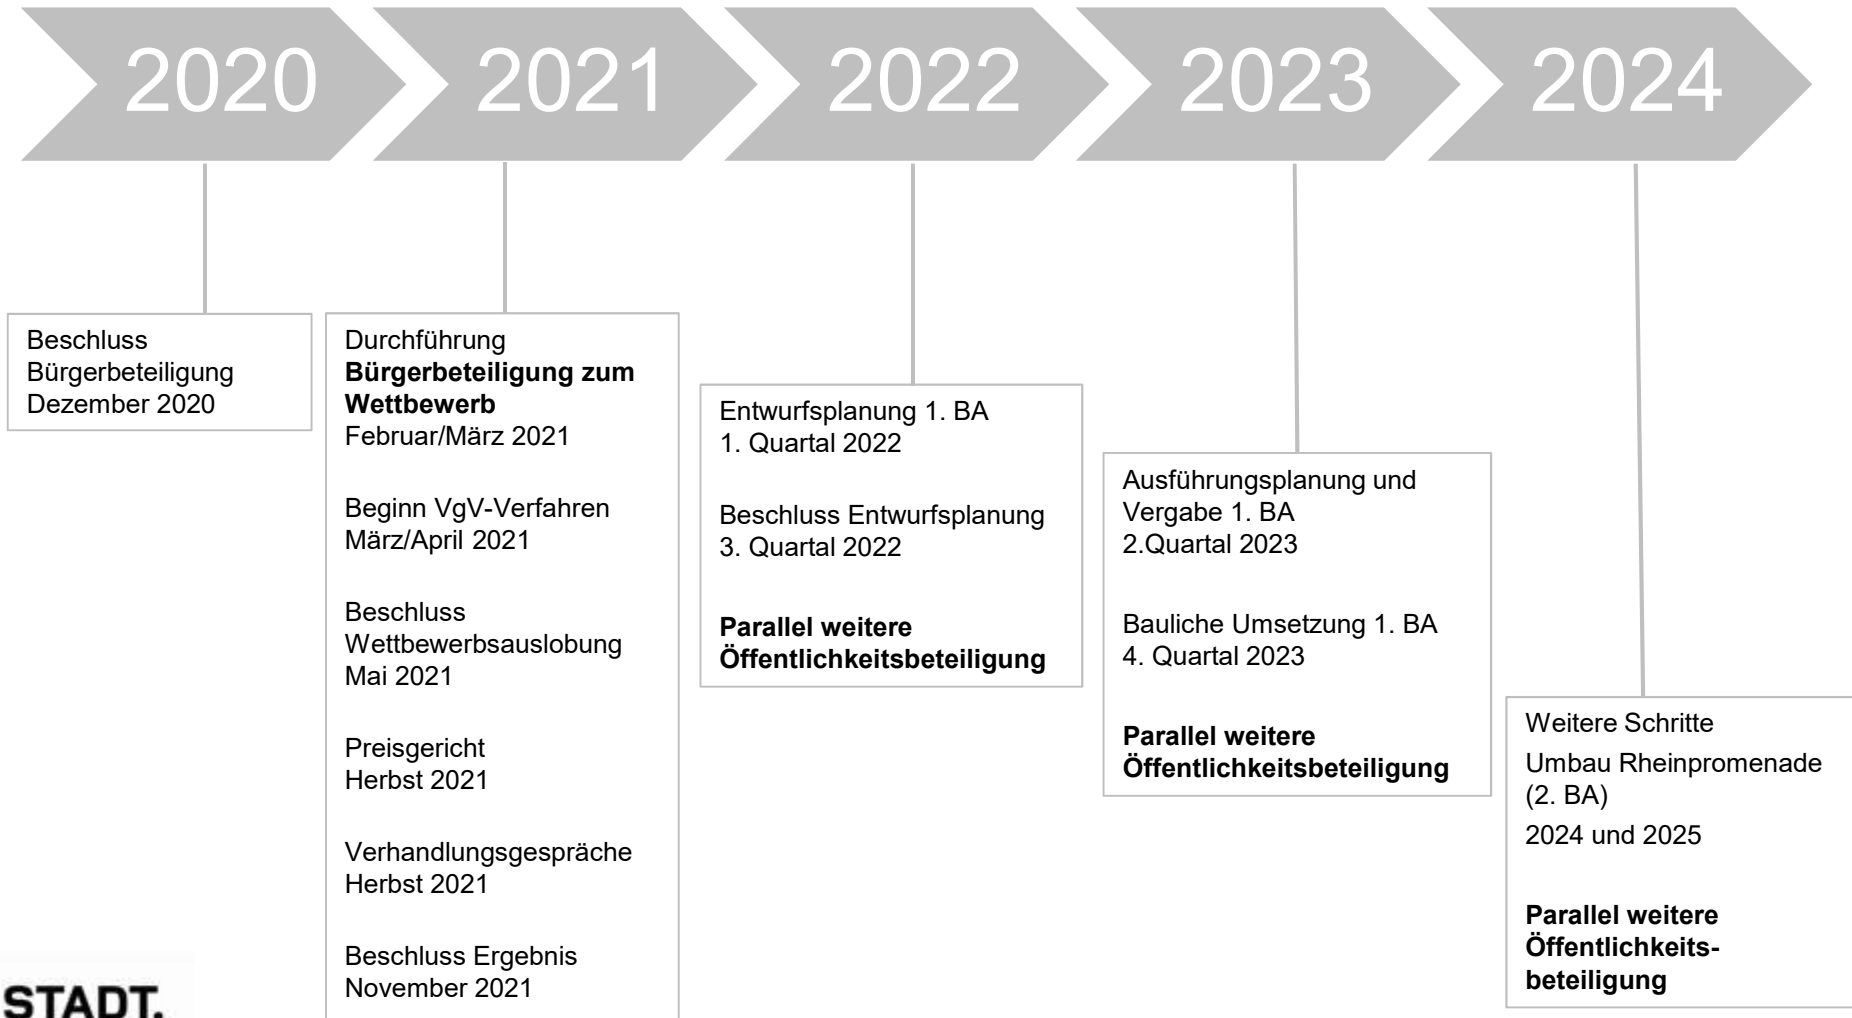 2020
2021
2022
2023
2024
Beschluss
Bürgerbeteiligung
Dezember 2020
Durchführung
Bürgerbeteiligung zum
Wettbewerb
Februar/März 2021
Beginn VgV-Verfahren
März/April 2021
Beschluss
Wettbewerbsauslobung
Mai 2021
Preisgericht
Herbst 2021
Verhandlungsgespräche
Herbst 2021
Beschluss Ergebnis
November 2021
Entwurfsplanung 1. BA
1. Quartal 2022
Beschluss Entwurfsplanung
3. Quartal 2022
Parallel weitere
Öffentlichkeitsbeteiligung
Ausführungsplanung und
Vergabe 1. BA
2.Quartal 2023
Bauliche Umsetzung 1. BA
4. Quartal 2023
Parallel weitere
Öffentlichkeitsbeteiligung
Weitere Schritte
Umbau Rheinpromenade
(2. BA)
2024 und 2025
Parallel weitere
Öffentlichkeits-
beteiligung
STADT.